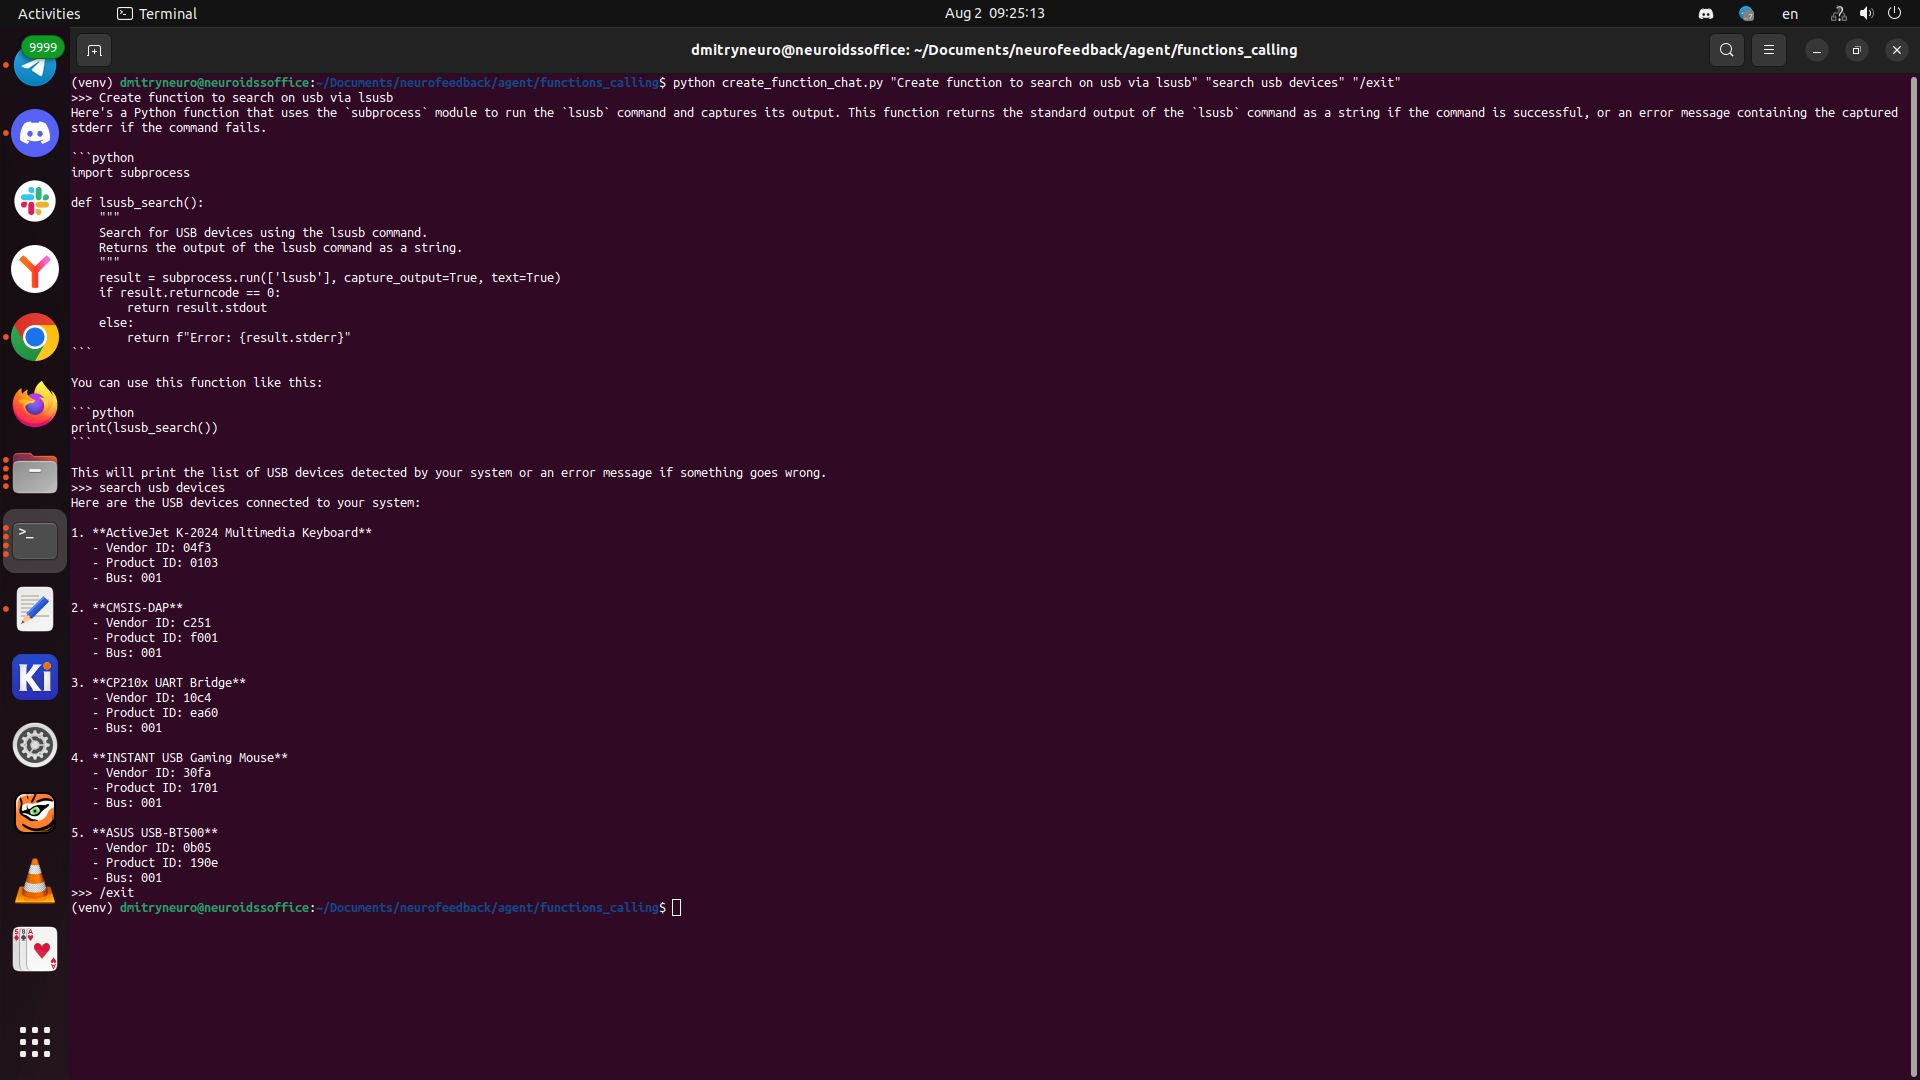 Activities
Terminal
Aug 2  09:25:13
en
9999
dmitryneuro@neuroidssoffice: ~/Documents/neurofeedback/agent/functions_calling
(venv) dmitryneuro@neuroidssoffice:~/Documents/neurofeedback/agent/functions_calling$ python create_function_chat.py "Create function to search on usb via lsusb" "search usb devices" "/exit"
>>> Create function to search on usb via lsusb
Here's a Python function that uses the `subprocess` module to run the `lsusb` command and captures its output. This function returns the standard output of the `lsusb` command as a string if the command is successful, or an error message containing the captured
stderr if the command fails.
```python
import subprocess
def lsusb_search():
    """
    Search for USB devices using the lsusb command.
    Returns the output of the lsusb command as a string.
    """
    result = subprocess.run(['lsusb'], capture_output=True, text=True)
    if result.returncode == 0:
        return result.stdout
    else:
        return f"Error: {result.stderr}"
```
You can use this function like this:
```python
print(lsusb_search())
```
This will print the list of USB devices detected by your system or an error message if something goes wrong.
>>> search usb devices
Here are the USB devices connected to your system:
1. **ActiveJet K-2024 Multimedia Keyboard**
   - Vendor ID: 04f3
   - Product ID: 0103
   - Bus: 001
2. **CMSIS-DAP**
   - Vendor ID: c251
   - Product ID: f001
   - Bus: 001
3. **CP210x UART Bridge**
   - Vendor ID: 10c4
   - Product ID: ea60
   - Bus: 001
4. **INSTANT USB Gaming Mouse**
   - Vendor ID: 30fa
   - Product ID: 1701
   - Bus: 001
5. **ASUS USB-BT500**
   - Vendor ID: 0b05
   - Product ID: 190e
   - Bus: 001
>>> /exit
(venv) dmitryneuro@neuroidssoffice:~/Documents/neurofeedback/agent/functions_calling$
>_
Ki